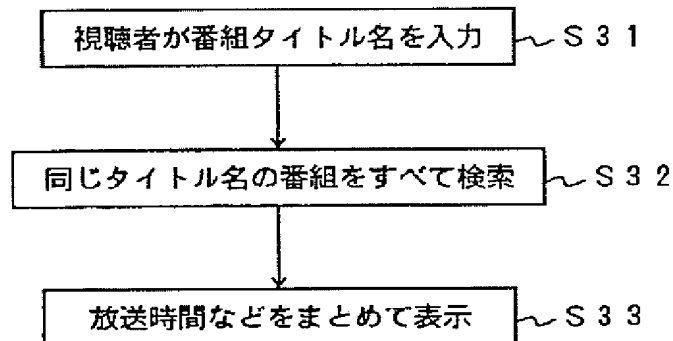 視聴者が番組タイトル名を入力 S31
同じタイトル名の番組をすべて検索 S32
放送時間などをまとめて表示 S33